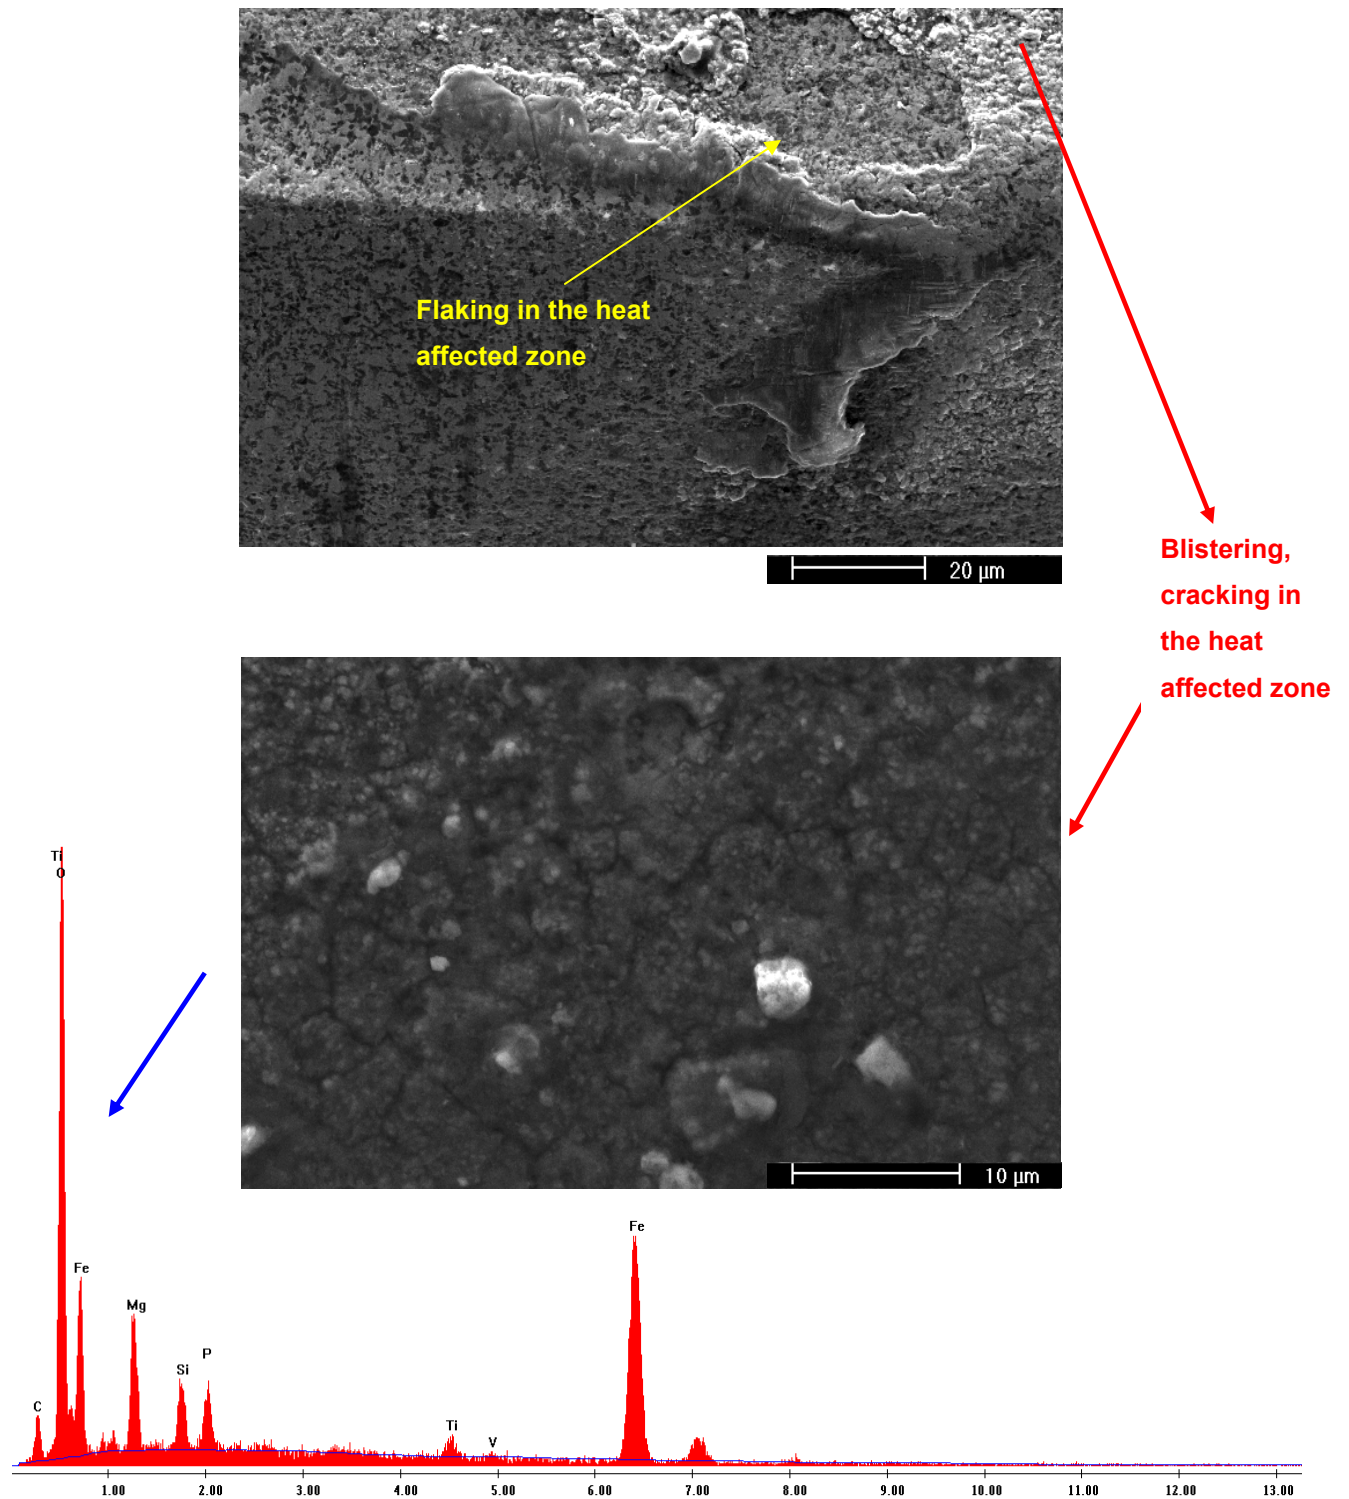 Flaking in the heat
affected zone
20 µm
Blistering,
cracking in
the heat
affected zone
10 µm
Ti
O
Fe
Mg
Si
P
C
Ti
V
Fe
1.00 2.00 3.00 4.00 5.00 6.00 7.00 8.00 9.00 10.00 11.00 12.00 13.00